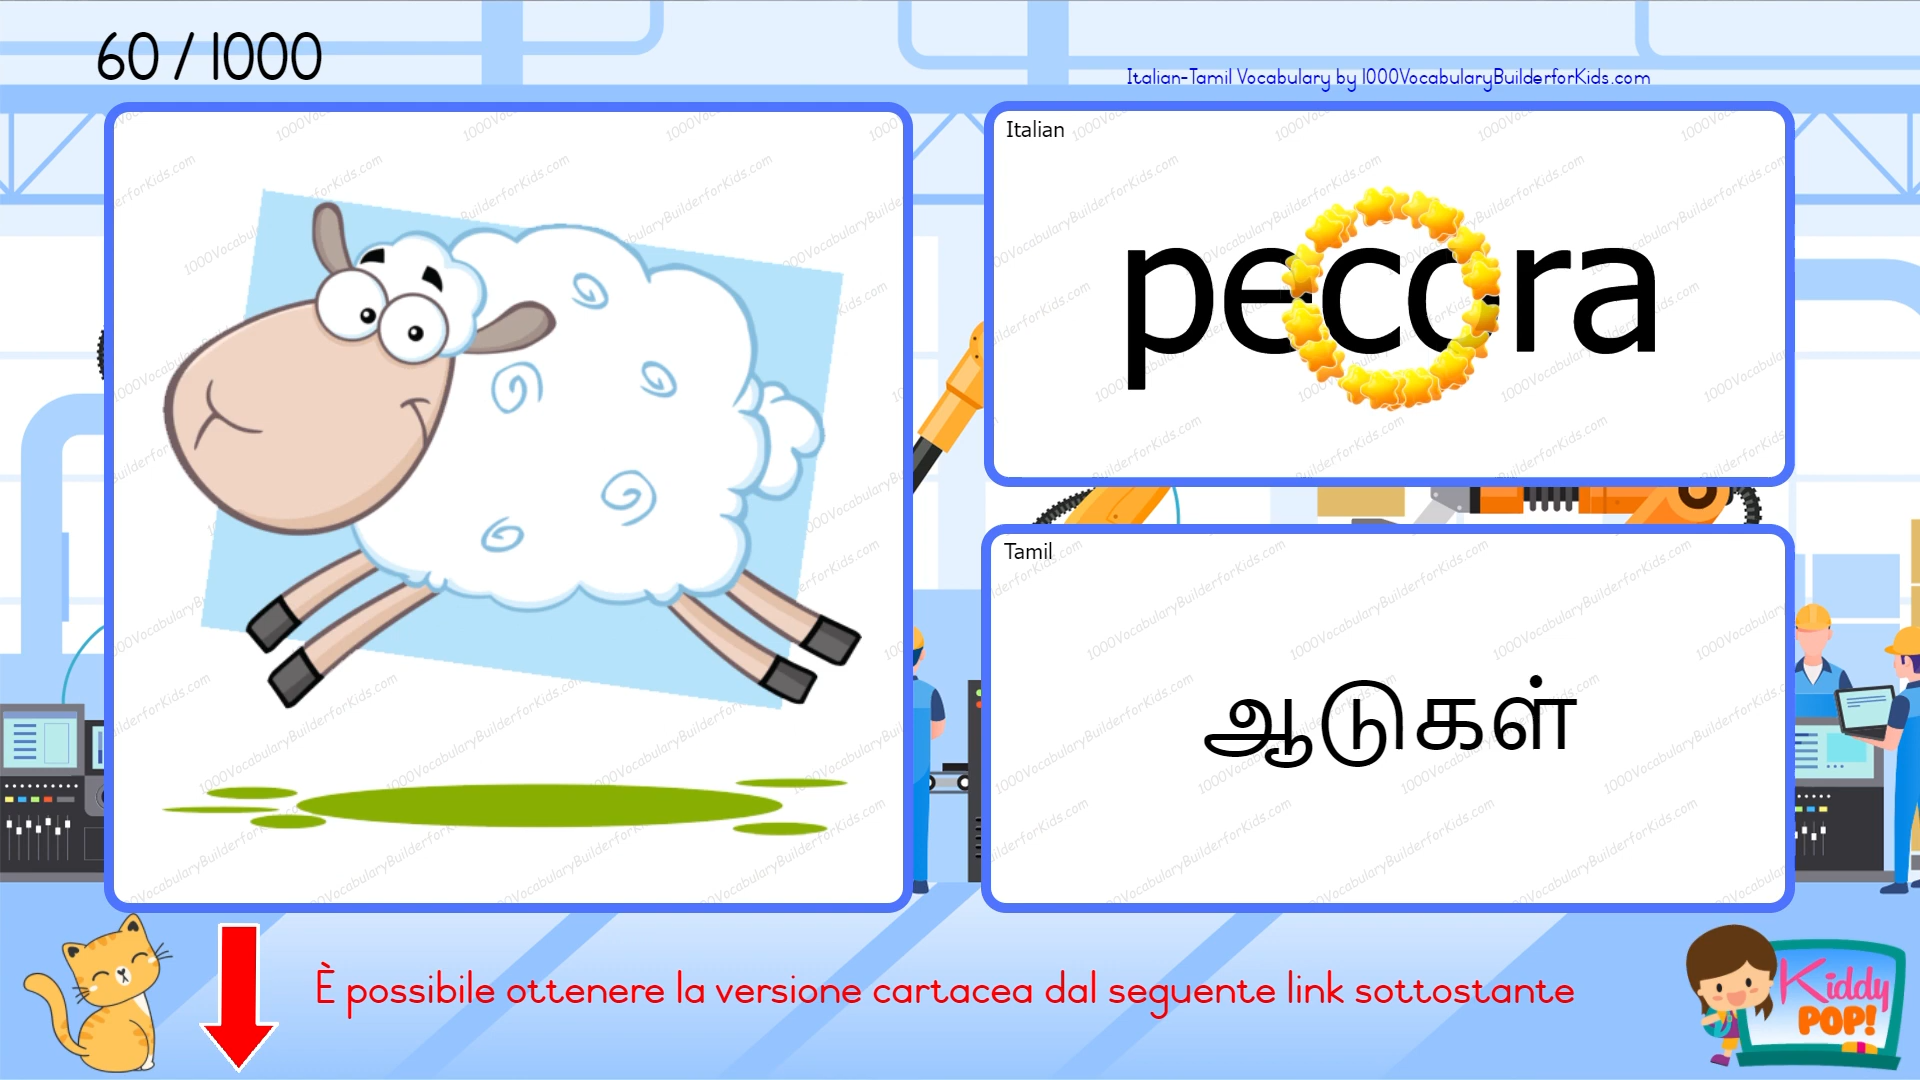 60 / 1000
Italian-Tamil Vocabulary by 1000VocabularyBuilderforKids.com
Italian
pecora
Tamil
ஆடுகள்
È possibile ottenere la versione cartacea dal seguente link sottostante
Kiddy
POP!